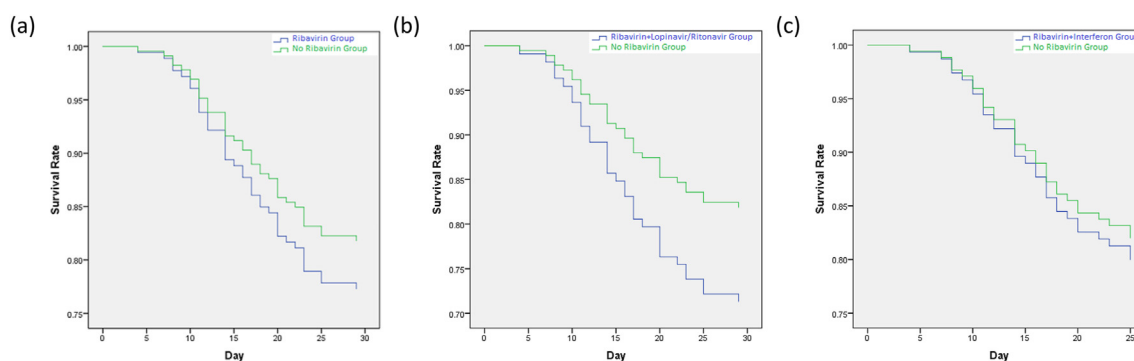 (a)
Ribavirin Group
No Ribavirin Group
1.00
0.95
0.90
0.85
0.80
0.75
Survival Rate
0 5 10 15 20 25 30
Day
(b)
Ribavirin+Lopinavir/Ritonavir Group
No Ribavirin Group
1.00
0.95
0.90
0.85
0.80
0.75
0.70
Survival Rate
0 5 10 15 20 25 30
Day
(c)
Ribavirin+Interferon Group
No Ribavirin Group
1.00
0.95
0.90
0.85
0.80
0.75
Survival Rate
0 5 10 15 20 25
Day